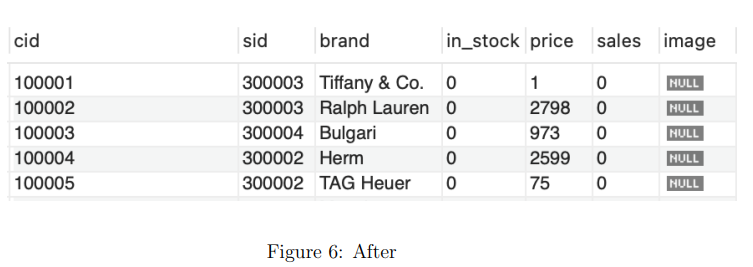 cid sid brand in_stock price sales image
100001 300003 Tiffany & Co. 0 1 0 NULL
100002 300003 Ralph Lauren 0 2798 0 NULL
100003 300004 Bulgari 0 973 0 NULL
100004 300002 Herm 0 2599 0 NULL
100005 300002 TAG Heuer 0 75 0 NULL
Figure 6: After